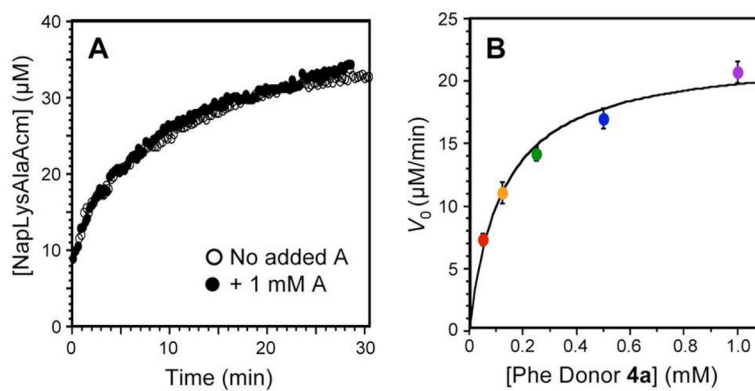 A
[NapLysAlaAcm] (µM)
40
30
20
10
0
○ No added A
● + 1 mM A
0
10
20
30
Time (min)
B
V0 (µM/min)
25
20
15
10
5
0
0
0.2
0.4
0.6
0.8
1.0
[Phe Donor 4a] (mM)